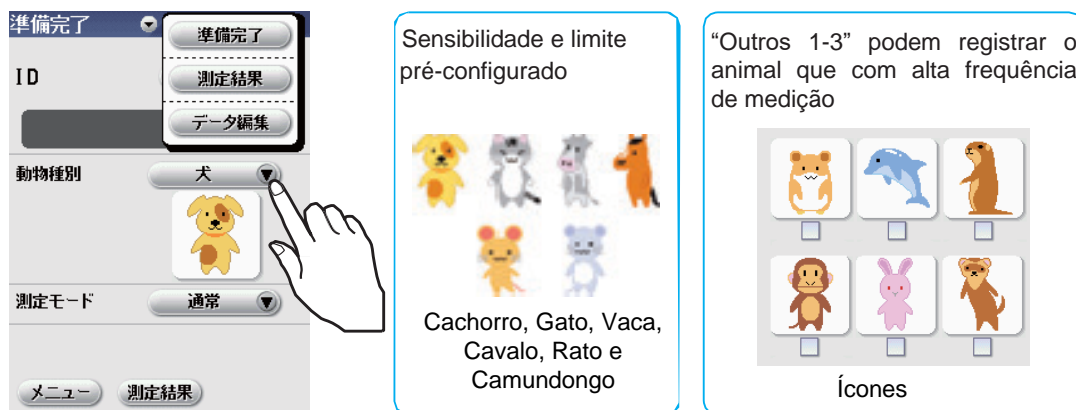 準備完了
準備完了
測定結果
データ編集
ID
動物種別
犬
測定モード
通常
メニュー
測定結果
Sensibilidade e limite
pré-configurado
Cachorro, Gato, Vaca,
Cavalo, Rato e
Camundongo
“Outros 1-3” podem registrar o
animal que com alta frequência
de medição
Ícones